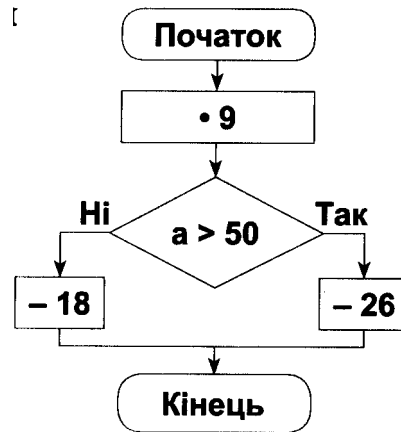 Початок
• 9
Ні
a > 50
Так
– 18
– 26
Кінець